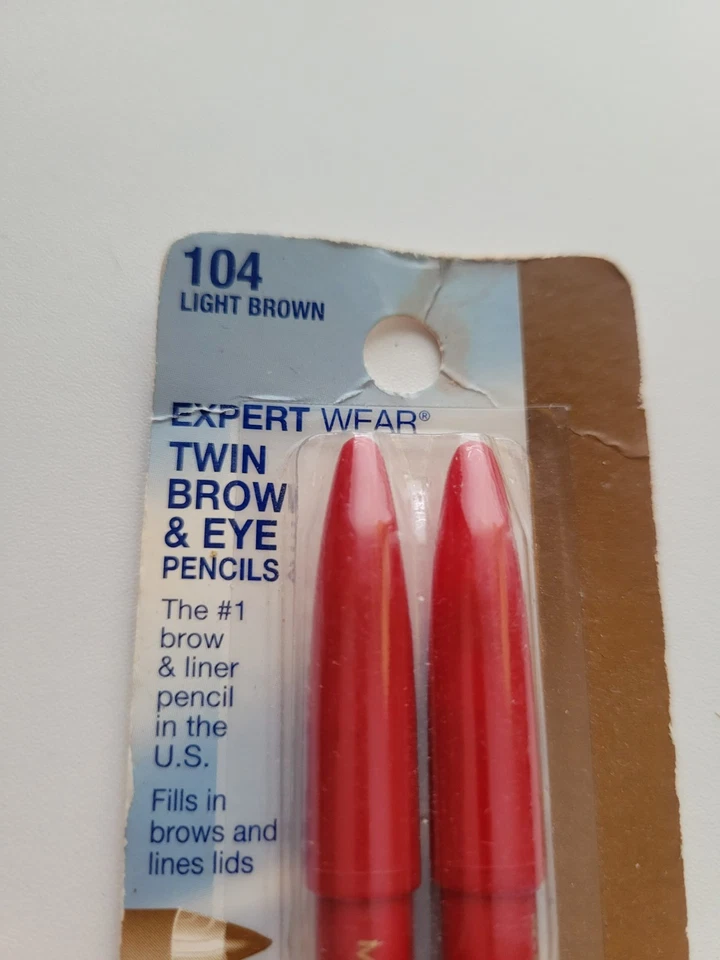 104
LIGHT BROWN
EXPERT WEAR®
TWIN
BROW
& EYE
PENCILS
The #1
brow
& liner
pencil
in the
U.S.
Fills in
brows and
lines lids
M